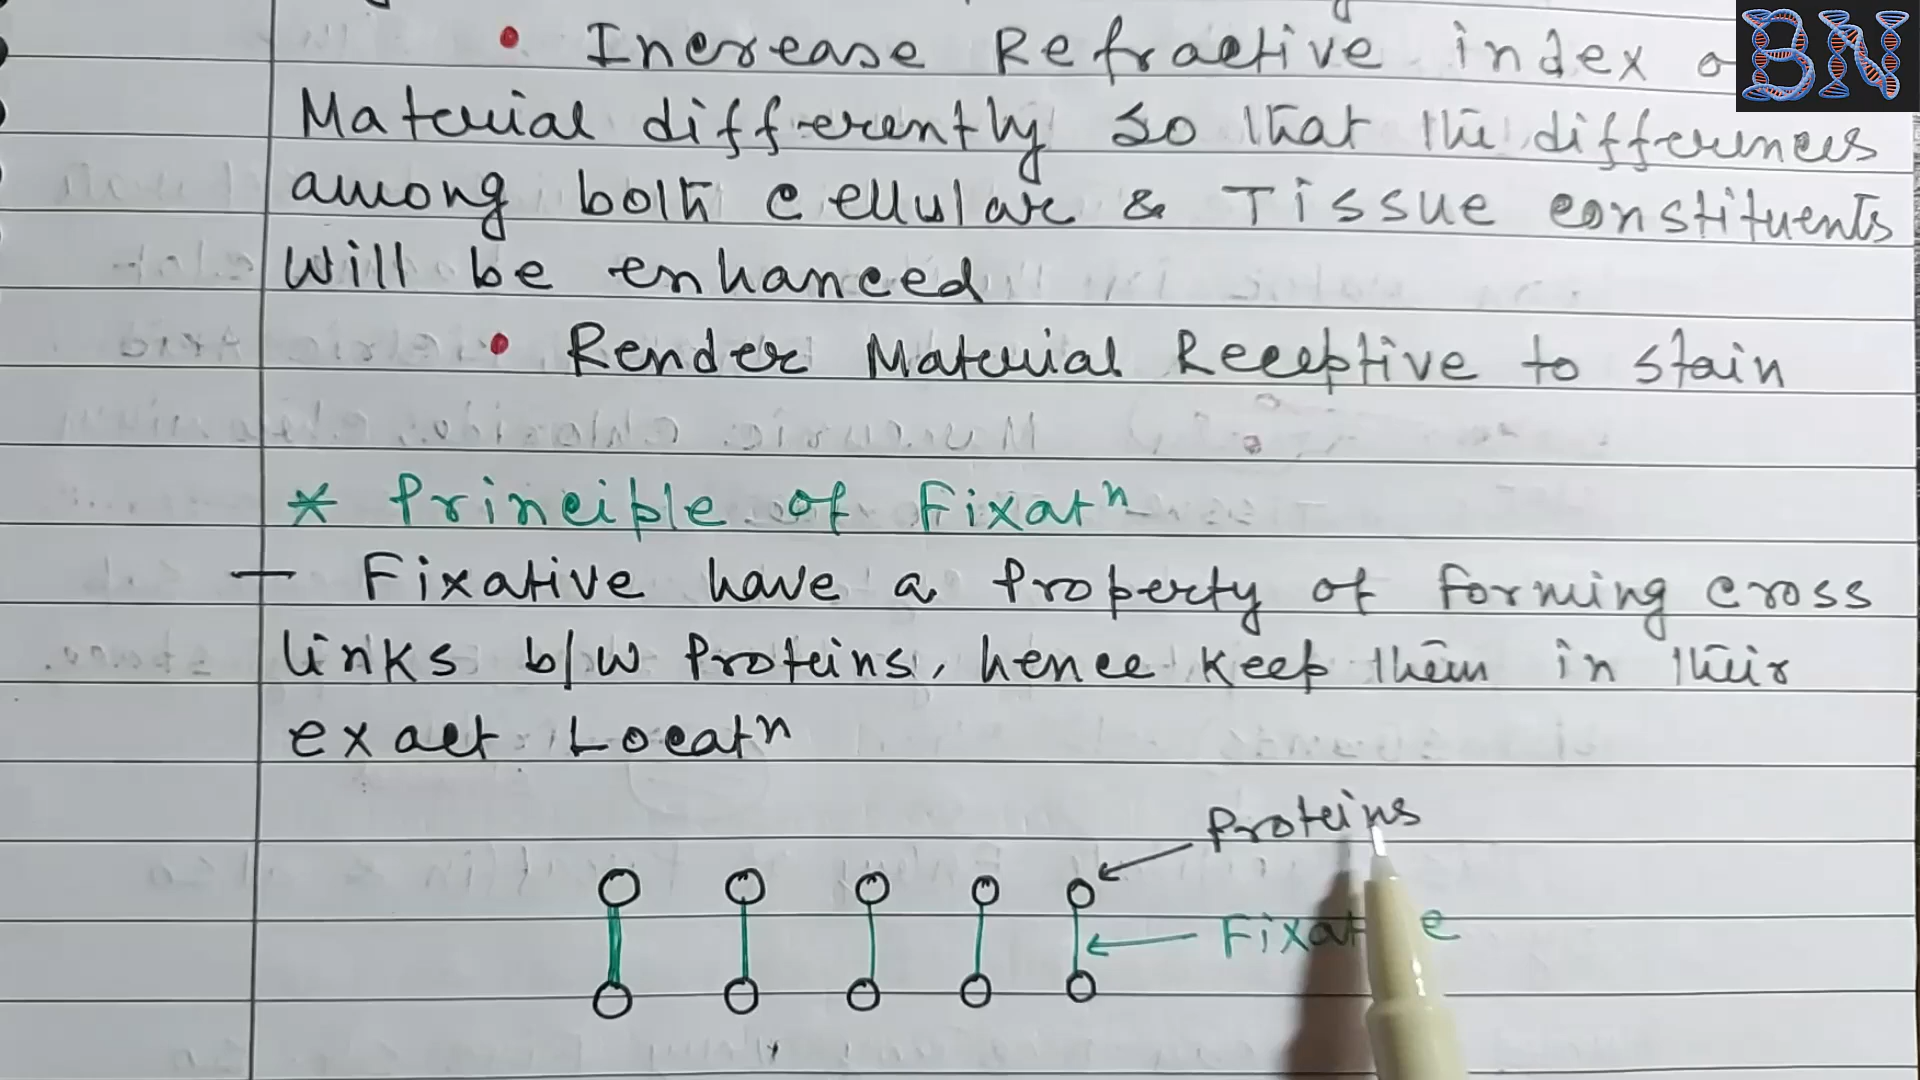 • Increase Refractive index
BN
Material differently so that the differences
among both cellular & Tissue constituents
will be enhanced
• Render Material Receptive to stain
* Principle of Fixatⁿ
— Fixative have a Property of forming cross
links b/w Proteins, hence keep them in their
exact Locatⁿ
Proteins